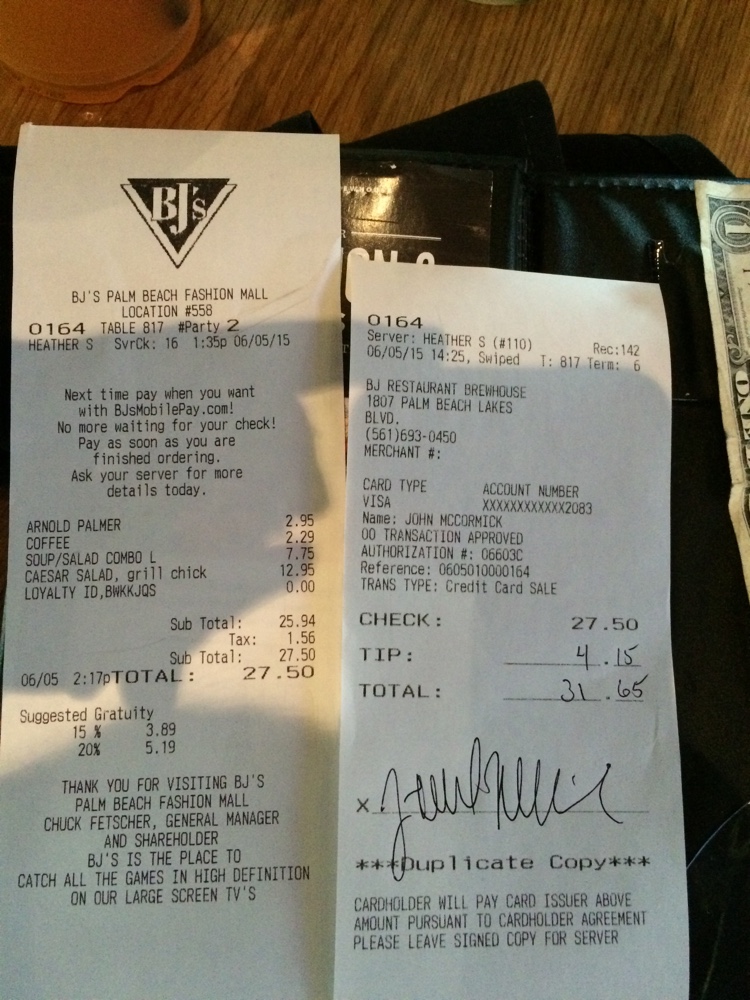 BJ's
BJ'S PALM BEACH FASHION MALL
LOCATION #558
0164 TABLE 817 #Party 2
HEATHER S SvrCk: 16 1:35p 06/05/15
Next time pay when you want
with BJsMobilePay.com!
No more waiting for your check!
Pay as soon as you are
finished ordering.
Ask your server for more
details today.
ARNOLD PALMER 2.95
COFFEE 2.29
SOUP/SALAD COMBO L 7.75
CAESAR SALAD, grill chick 12.95
LOYALTY ID,BWKKJQS 0.00
Sub Total: 25.94
Tax: 1.56
Sub Total: 27.50
06/05 2:17pTOTAL: 27.50
Suggested Gratuity
15 % 3.89
20% 5.19
THANK YOU FOR VISITING BJ'S
PALM BEACH FASHION MALL
CHUCK FETSCHER, GENERAL MANAGER
AND SHAREHOLDER
BJ'S IS THE PLACE TO
CATCH ALL THE GAMES IN HIGH DEFINITION
ON OUR LARGE SCREEN TV'S
0164
Server: HEATHER S (#110) Rec:142
06/05/15 14:25, Swiped T: 817 Term: 6
BJ RESTAURANT BREWHOUSE
1807 PALM BEACH LAKES
BLVD.
(561)693-0450
MERCHANT #:
CARD TYPE ACCOUNT NUMBER
VISA XXXXXXXXXXXX2083
Name: JOHN MCCORMICK
00 TRANSACTION APPROVED
AUTHORIZATION #: 06603C
Reference: 0605010000164
TRANS TYPE: Credit Card SALE
CHECK: 27.50
TIP: 4.15
TOTAL: 31.65
X
***Duplicate Copy***
CARDHOLDER WILL PAY CARD ISSUER ABOVE
AMOUNT PURSUANT TO CARDHOLDER AGREEMENT
PLEASE LEAVE SIGNED COPY FOR SERVER
1